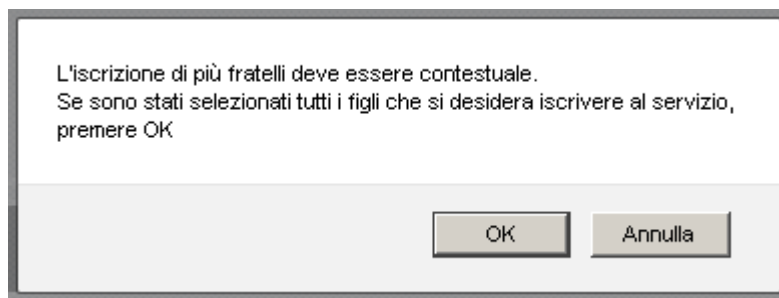 L'iscrizione di più fratelli deve essere contestuale.
Se sono stati selezionati tutti i figli che si desidera iscrivere al servizio,
premere OK
OK
Annulla